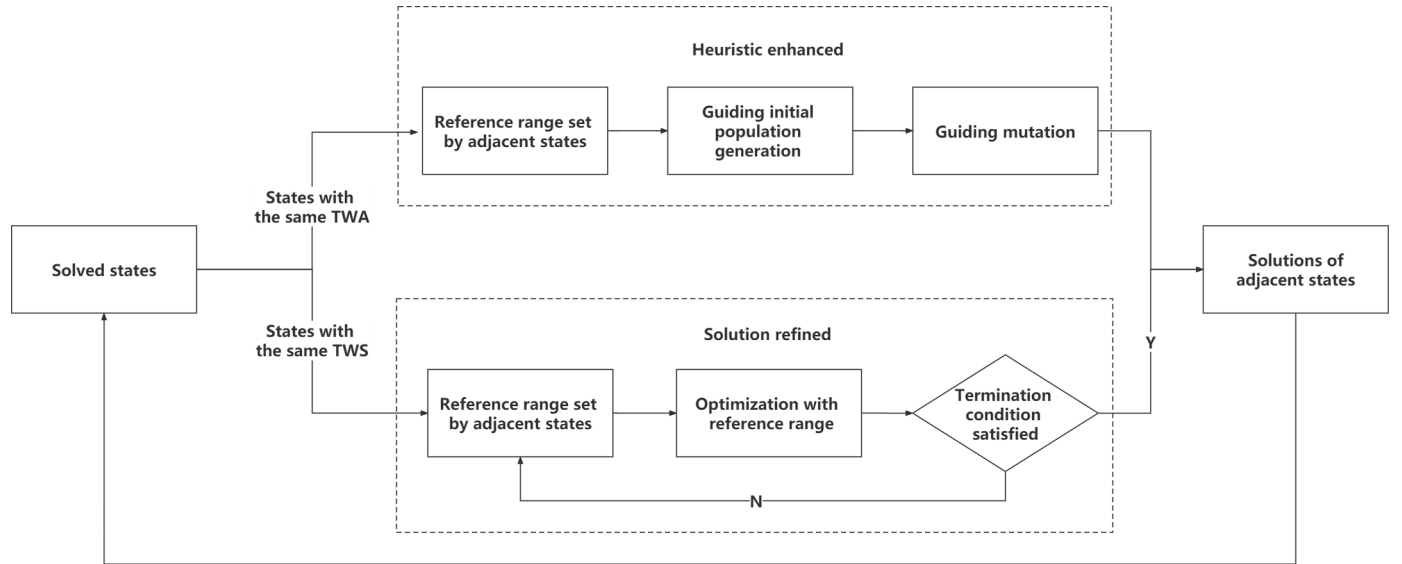 Heuristic enhanced
Reference range set
by adjacent states
Guiding initial
population
generation
Guiding mutation
States with
the same TWA
Solved states
Solutions of
adjacent states
States with
the same TWS
Solution refined
Reference range set
by adjacent states
Optimization with
reference range
Termination
condition
satisfied
Y
N